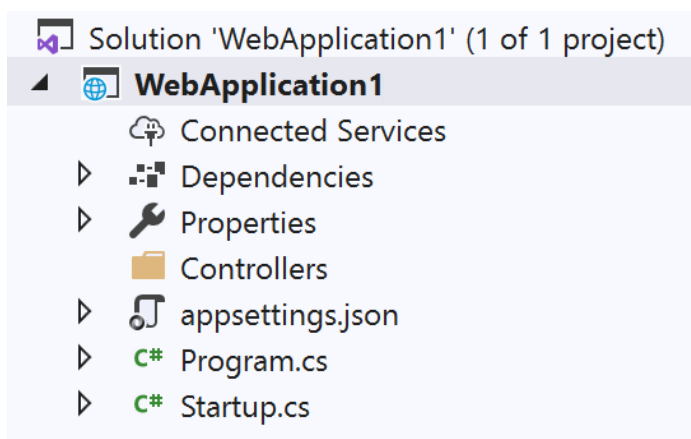 Solution 'WebApplication1' (1 of 1 project)
WebApplication1
Connected Services
Dependencies
Properties
Controllers
appsettings.json
C# Program.cs
C# Startup.cs